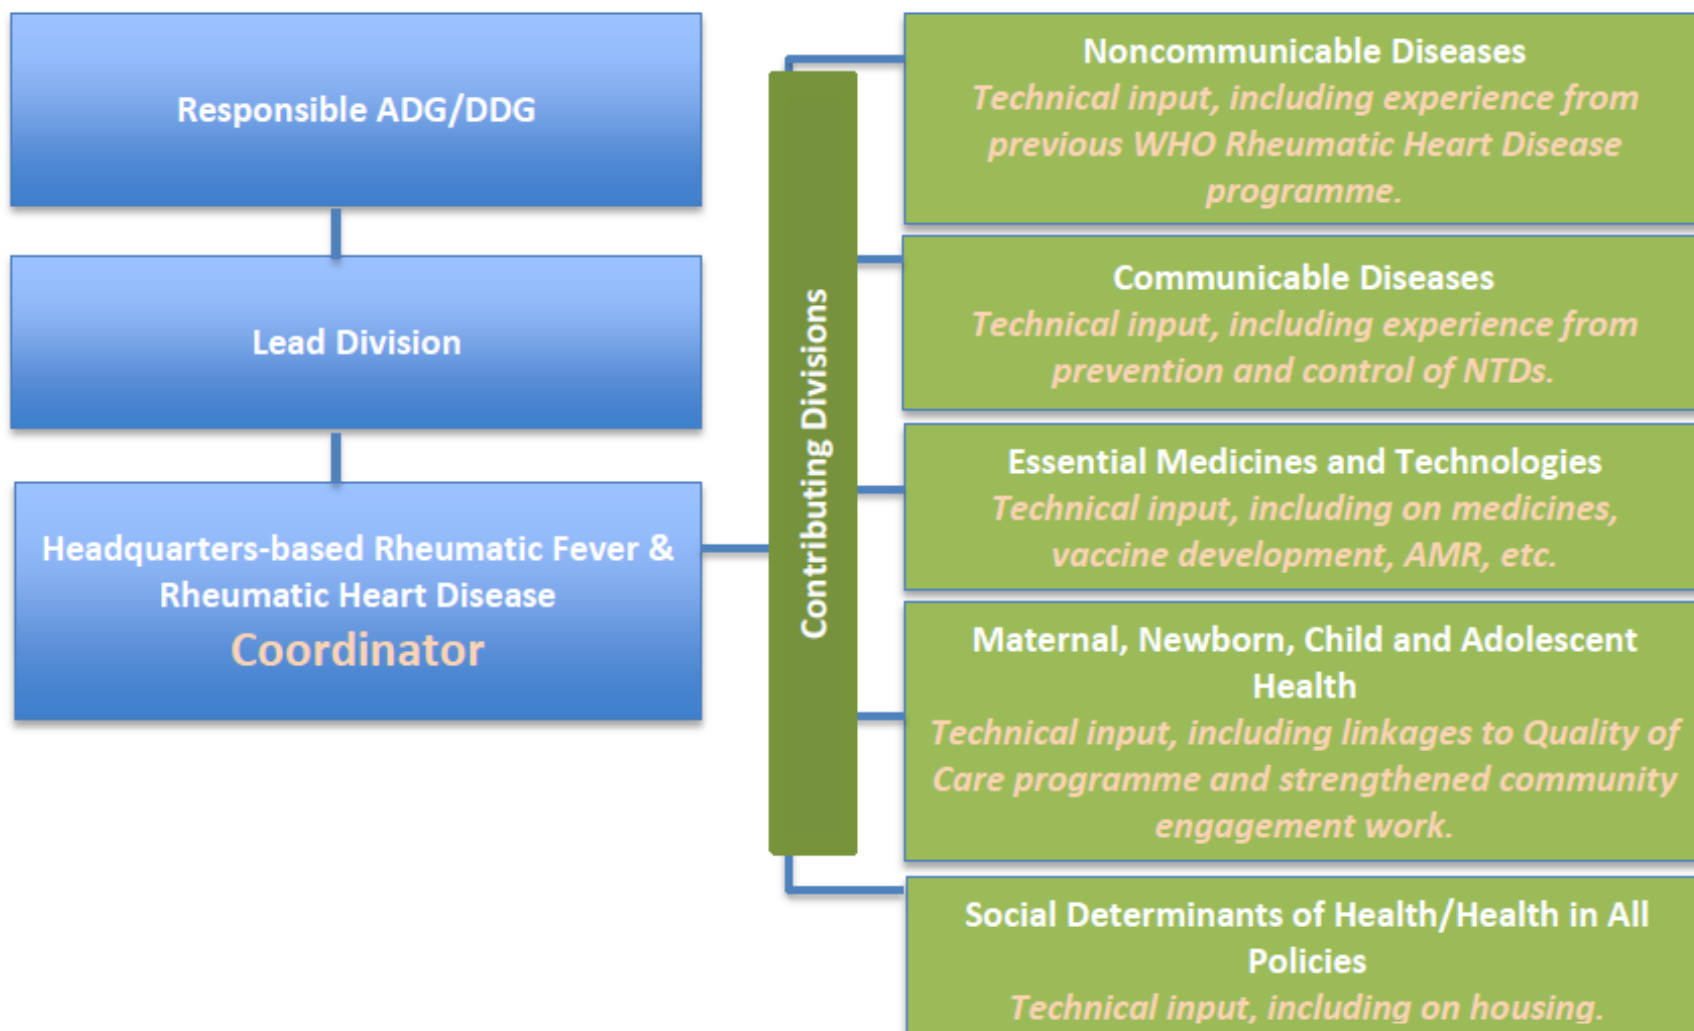 Responsible ADG/DDG
Lead Division
Headquarters-based Rheumatic Fever &
Rheumatic Heart Disease
Coordinator
Contributing Divisions
Noncommunicable Diseases
Technical input, including experience from
previous WHO Rheumatic Heart Disease
programme.
Communicable Diseases
Technical input, including experience from
prevention and control of NTDs.
Essential Medicines and Technologies
Technical input, including on medicines,
vaccine development, AMR, etc.
Maternal, Newborn, Child and Adolescent
Health
Technical input, including linkages to Quality of
Care programme and strengthened community
engagement work.
Social Determinants of Health/Health in All
Policies
Technical input, including on housing.